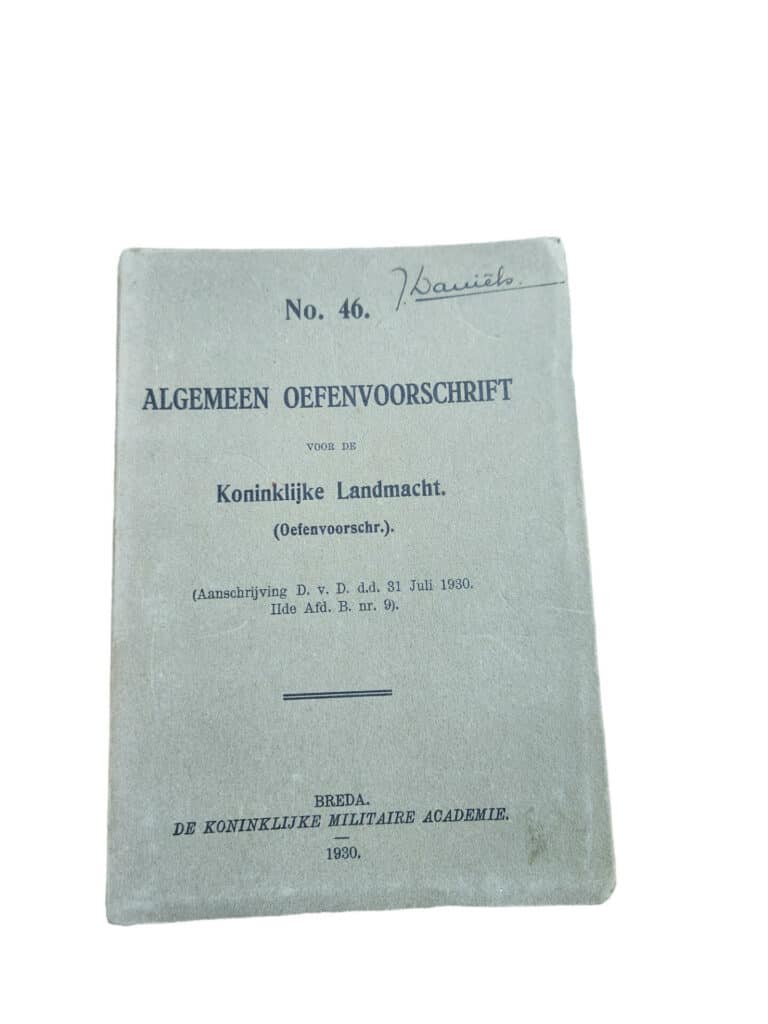 J. Daniëls.
No. 46.
ALGEMEEN OEFENVOORSCHRIFT
VOOR DE
Koninklijke Landmacht.
(Oefenvoorschr.).
(Aanschrijving D. v. D. d.d. 31 Juli 1930.
IIde Afd. B. nr. 9).
BREDA.
DE KONINKLIJKE MILITAIRE ACADEMIE.
1930.